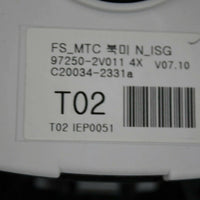 FS_MTC 북미 N_ISG
97250-2V011 4X V07.10
C20034-2331a
T02
T02 IEP0051